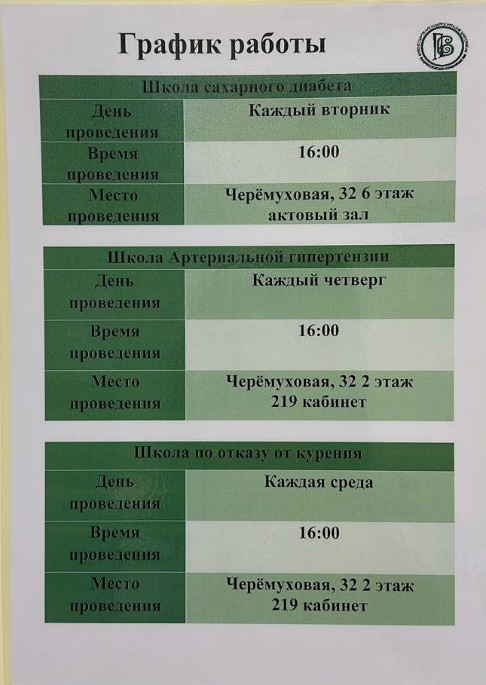 График работы
Школа сахарного диабета
День
проведения
Каждый вторник
Время
проведения
16:00
Место
проведения
Черёмуховая, 32 6 этаж
актовый зал
Школа Артериальной гипертензии
День
проведения
Каждый четверг
Время
проведения
16:00
Место
проведения
Черёмуховая, 32 2 этаж
219 кабинет
Школа по отказу от курения
День
проведения
Каждая среда
Время
проведения
16:00
Место
проведения
Черёмуховая, 32 2 этаж
219 кабинет